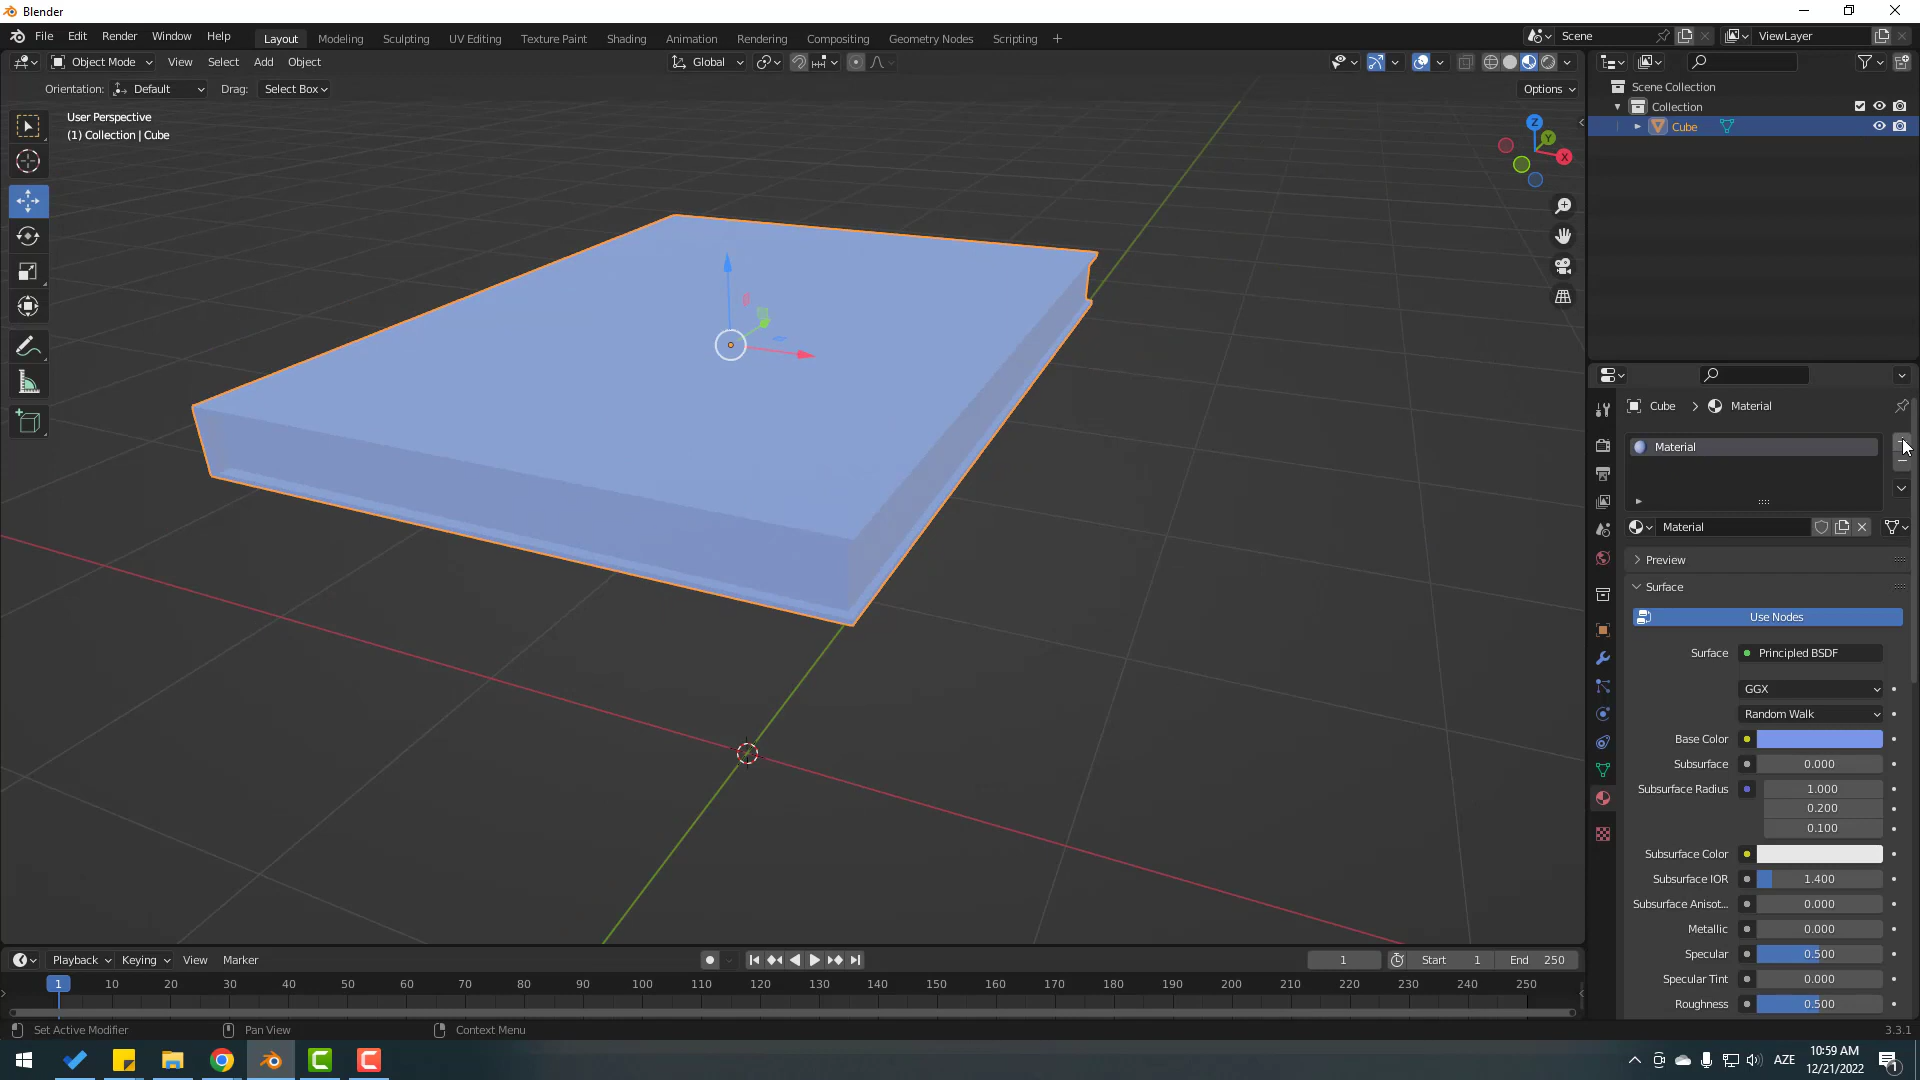 Blender
File Edit Render Window Help
Layout Modeling Sculpting UV Editing Texture Paint Shading Animation Rendering Compositing Geometry Nodes Scripting +
Scene
ViewLayer
Object Mode View Select Add Object
Global
Orientation: Default Drag: Select Box
Options
User Perspective
(1) Collection | Cube
Z
Y
X
Scene Collection
Collection
Cube
Cube > Material
Material
Material
Preview
Surface
Use Nodes
Surface Principled BSDF
GGX
Random Walk
Base Color
Subsurface 0.000
Subsurface Radius 1.000
0.200
0.100
Subsurface Color
Subsurface IOR 1.400
Subsurface Anisot... 0.000
Metallic 0.000
Specular 0.500
Specular Tint 0.000
Roughness 0.500
Playback Keying View Marker
1 Start 1 End 250
1 10 20 30 40 50 60 70 80 90 100 110 120 130 140 150 160 170 180 190 200 210 220 230 240 250
Set Active Modifier Pan View Context Menu
3.3.1
AZE
10:59 AM
12/21/2022
1